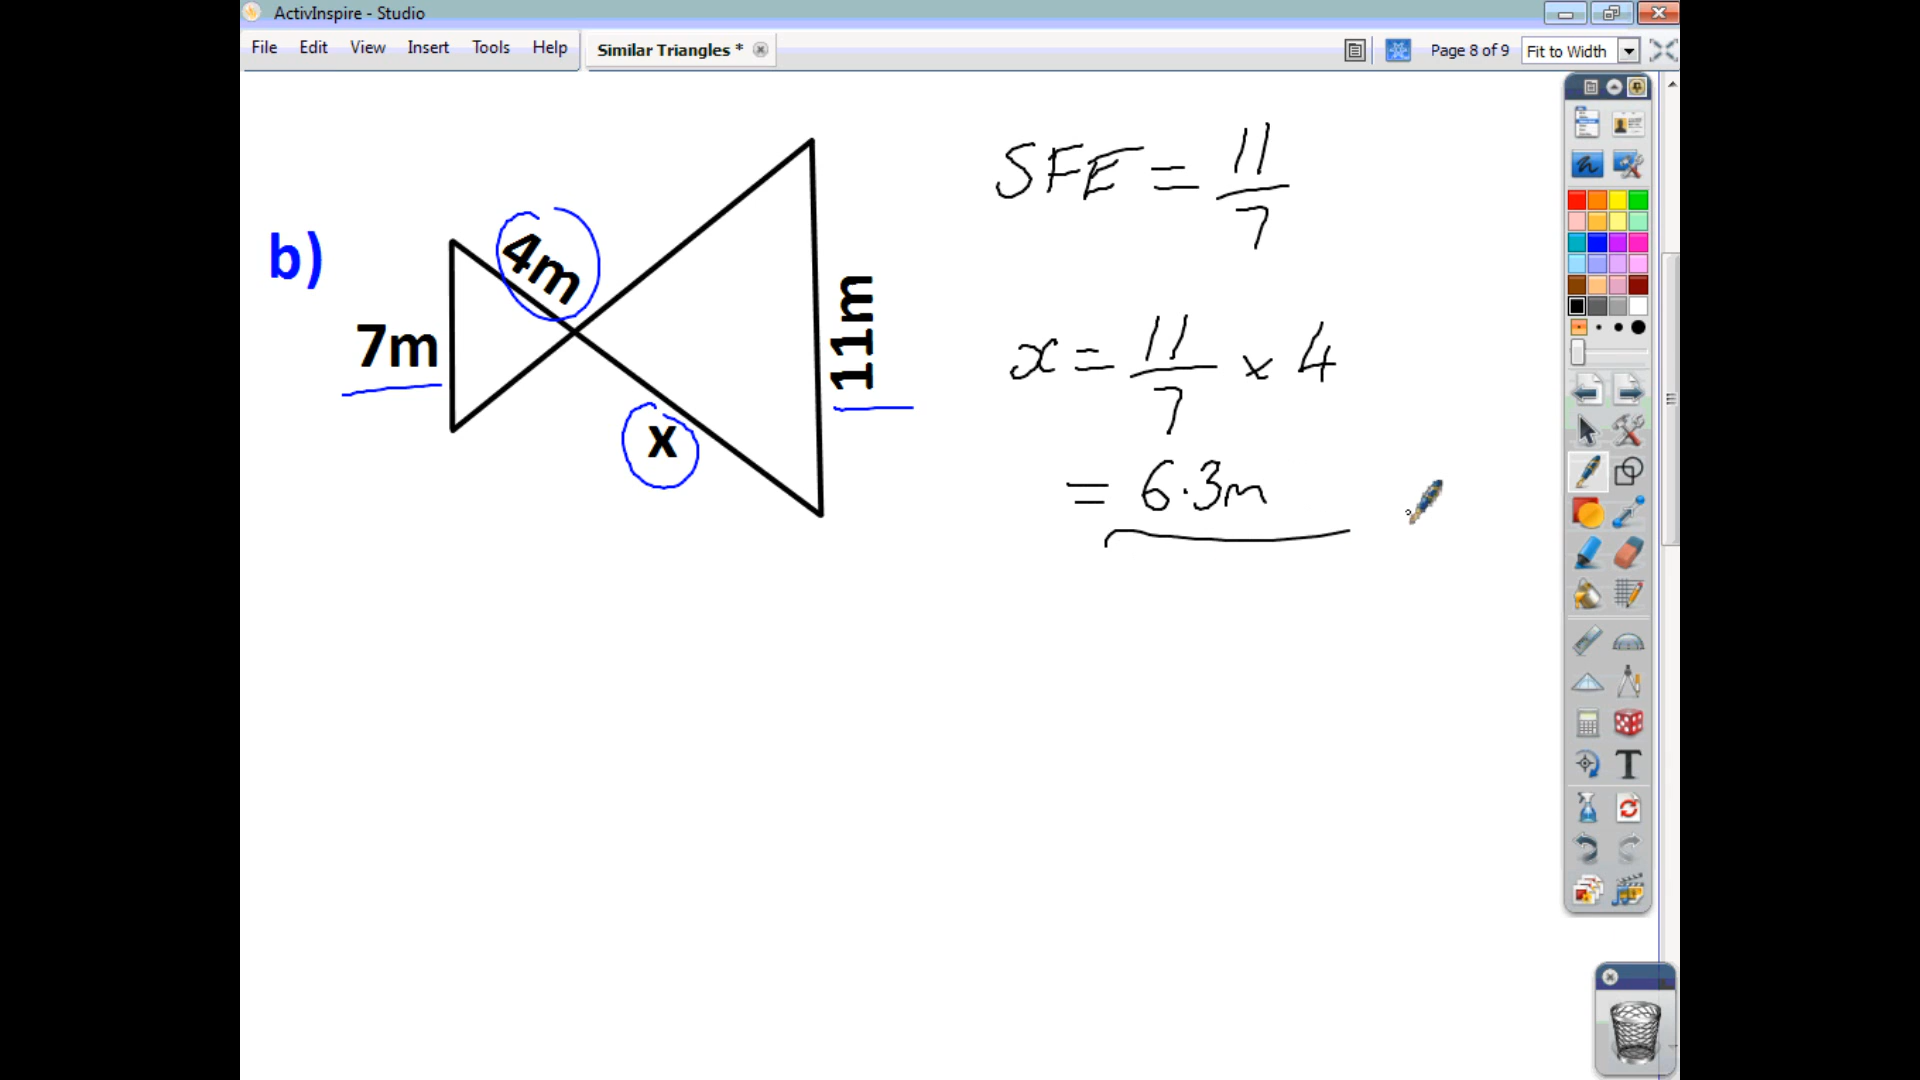 ActivInspire - Studio
File Edit View Insert Tools Help
Similar Triangles *
Page 8 of 9
Fit to Width
b)
4m
7m
11m
x
SFE = 11/7
x = 11/7 × 4
= 6.3m